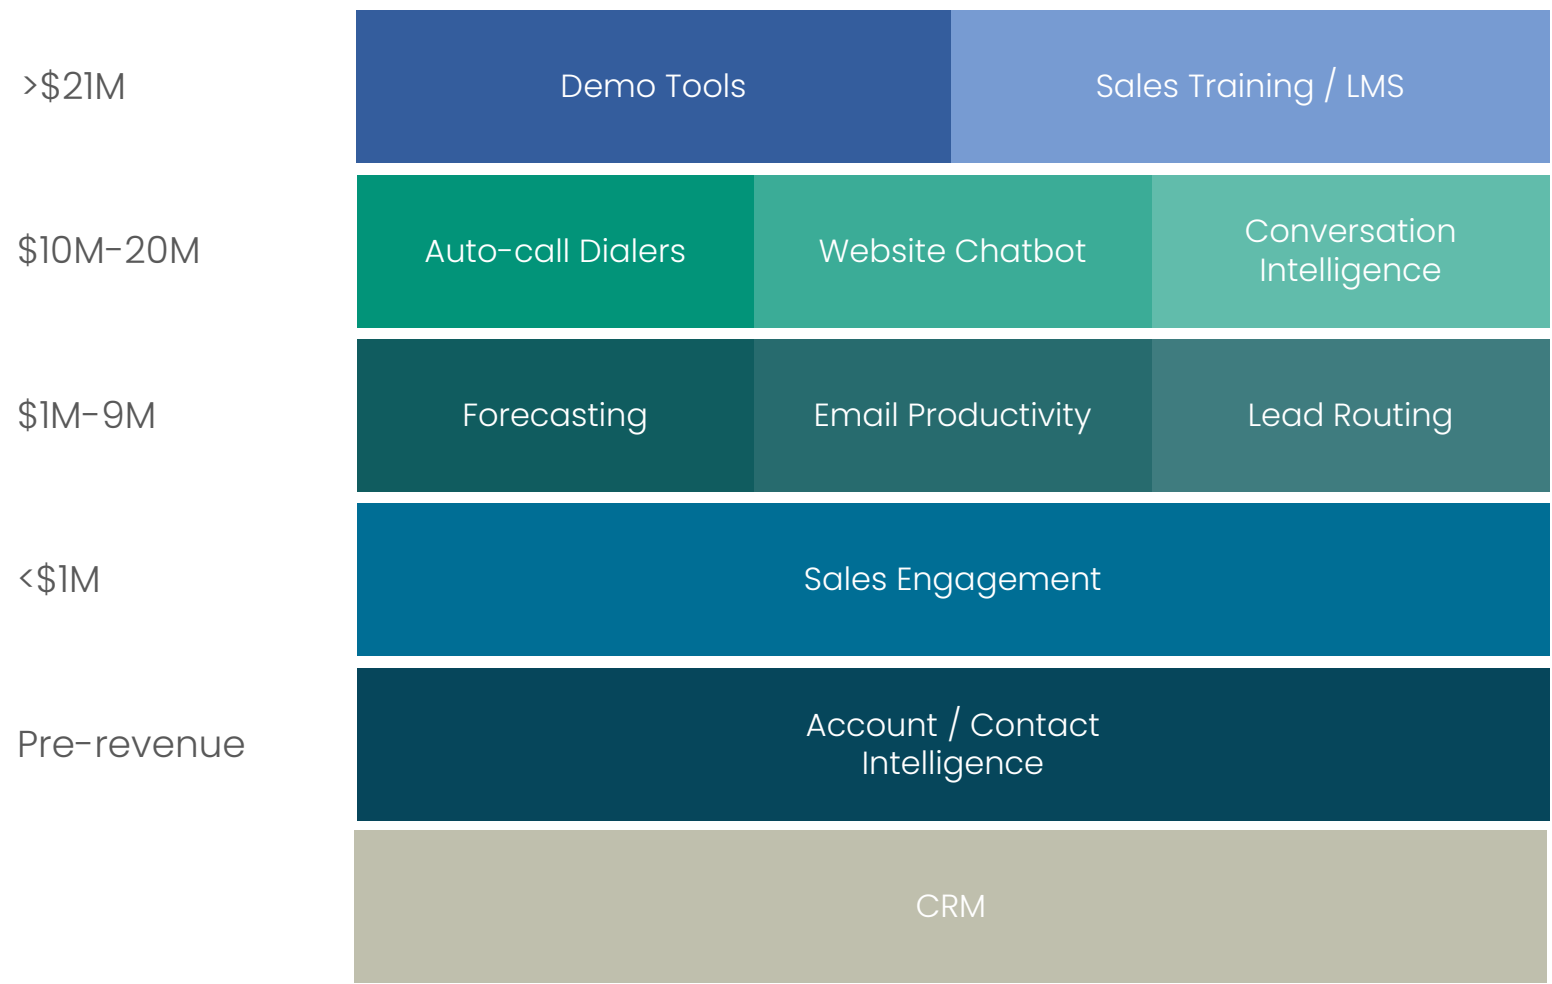 >$21M
Demo Tools
Sales Training / LMS
$10M-20M
Auto-call Dialers
Website Chatbot
Conversation
Intelligence
$1M-9M
Forecasting
Email Productivity
Lead Routing
<$1M
Sales Engagement
Pre-revenue
Account / Contact
Intelligence
CRM